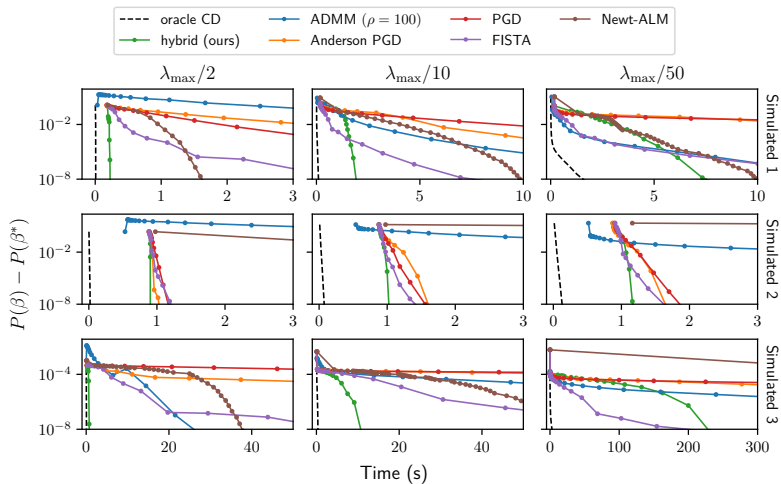 oracle CD ADMM (ρ = 100) PGD Newt-ALM
hybrid (ours) Anderson PGD FISTA
λmax/2 λmax/10 λmax/50
10⁻² 10⁻⁸ 0 1 2 3
0 5 10
0 5 10
Simulated 1
10⁻² 10⁻⁸ 0 1 2 3
0 1 2 3
0 1 2 3
Simulated 2
10⁻⁴ 10⁻⁸ 0 20 40
0 20 40
0 100 200 300
Simulated 3
P(β) − P(β*)
Time (s)